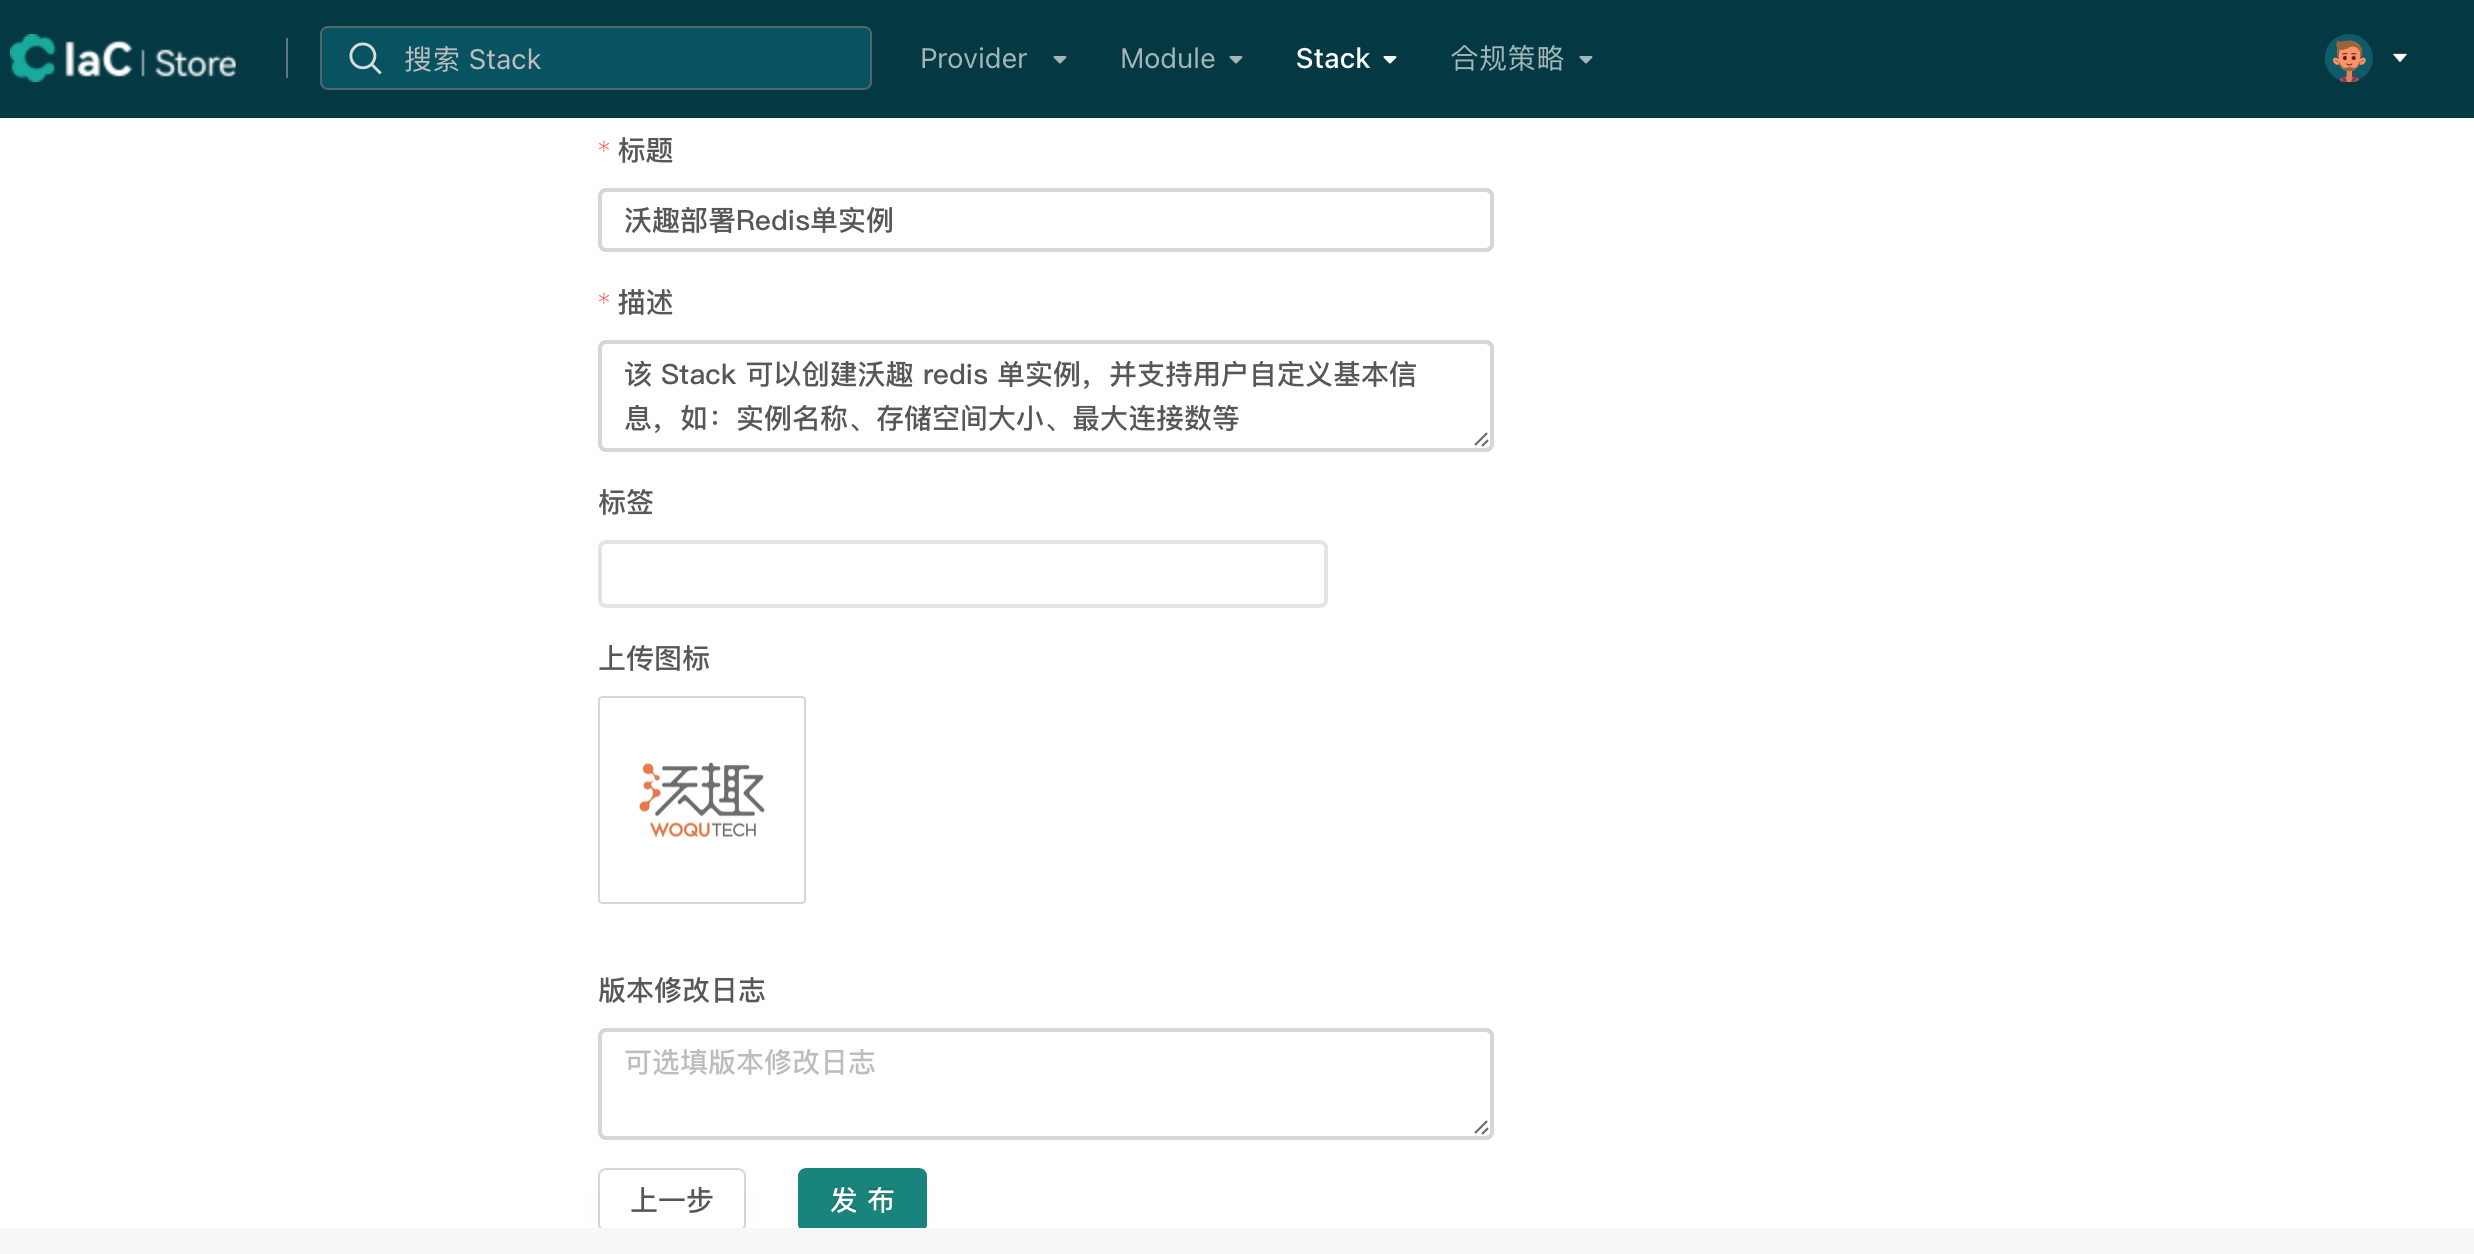 IaC | Store
搜索 Stack
Provider
Module
Stack
合规策略
* 标题
沃趣部署Redis单实例
* 描述
该 Stack 可以创建沃趣 redis 单实例，并支持用户自定义基本信
息，如：实例名称、存储空间大小、最大连接数等
标签
上传图标
沃趣
WOQUTECH
版本修改日志
可选填版本修改日志
上一步
发 布